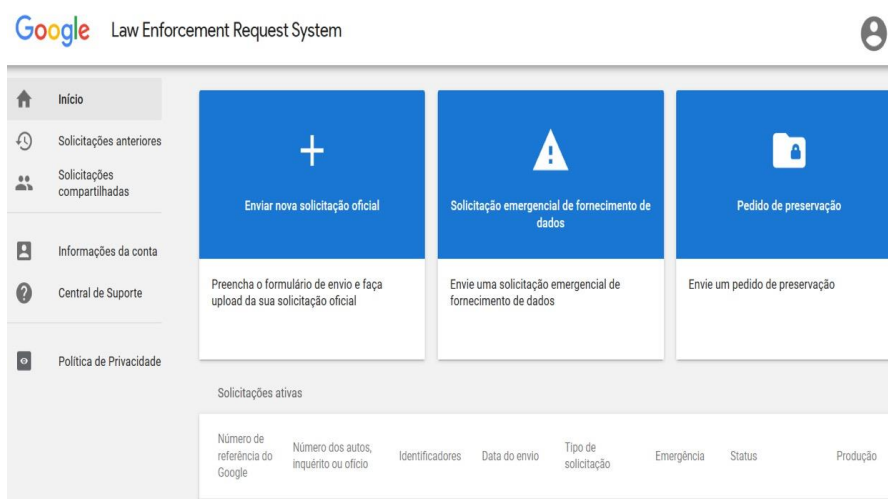 Google Law Enforcement Request System
Início
Solicitações anteriores
Solicitações
compartilhadas
Informações da conta
Central de Suporte
Política de Privacidade
Enviar nova solicitação oficial
Preencha o formulário de envio e faça
upload da sua solicitação oficial
Solicitação emergencial de fornecimento de
dados
Envie uma solicitação emergencial de
fornecimento de dados
Pedido de preservação
Envie um pedido de preservação
Solicitações ativas
Número de
referência do
Google
Número dos autos,
inquérito ou ofício
Identificadores
Data do envio
Tipo de
solicitação
Emergência
Status
Produção